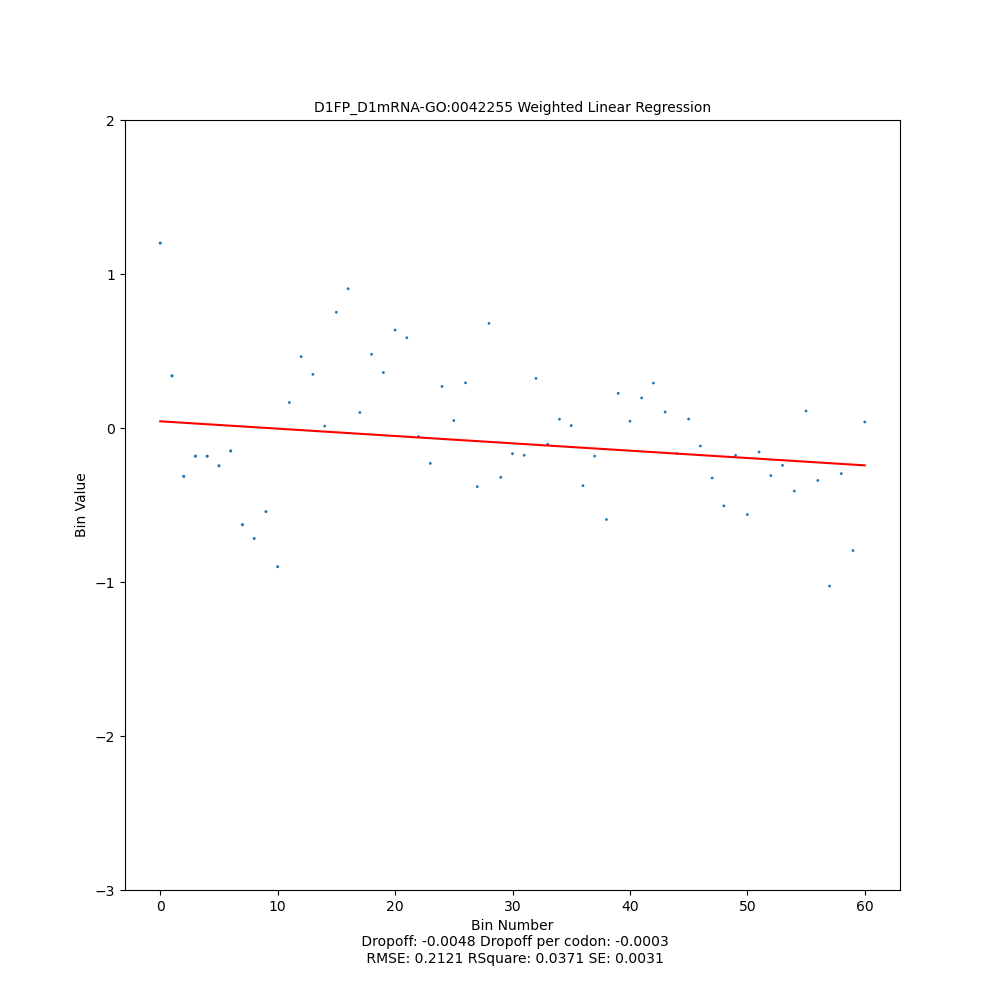 D1FP_D1mRNA-GO:0042255 Weighted Linear Regression
2
1
0
−1
−2
−3
Bin Value
0 10 20 30 40 50 60
Bin Number
Dropoff: -0.0048 Dropoff per codon: -0.0003
RMSE: 0.2121 RSquare: 0.0371 SE: 0.0031